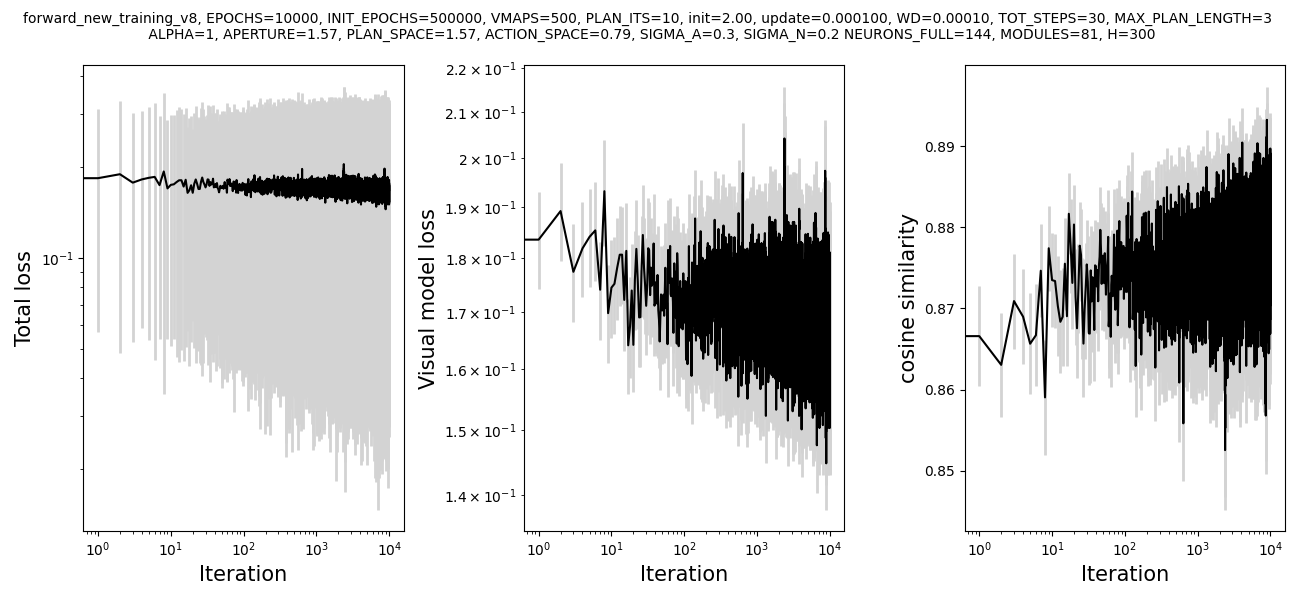 forward_new_training_v8, EPOCHS=10000, INIT_EPOCHS=500000, VMAPS=500, PLAN_ITS=10, init=2.00, update=0.000100, WD=0.00010, TOT_STEPS=30, MAX_PLAN_LENGTH=3
ALPHA=1, APERTURE=1.57, PLAN_SPACE=1.57, ACTION_SPACE=0.79, SIGMA_A=0.3, SIGMA_N=0.2 NEURONS_FULL=144, MODULES=81, H=300
Total loss
10⁻¹
10⁰ 10¹ 10² 10³ 10⁴
Iteration
Visual model loss
2.2 × 10⁻¹
2.1 × 10⁻¹
2 × 10⁻¹
1.9 × 10⁻¹
1.8 × 10⁻¹
1.7 × 10⁻¹
1.6 × 10⁻¹
1.5 × 10⁻¹
1.4 × 10⁻¹
10⁰ 10¹ 10² 10³ 10⁴
Iteration
cosine similarity
0.89
0.88
0.87
0.86
0.85
10⁰ 10¹ 10² 10³ 10⁴
Iteration